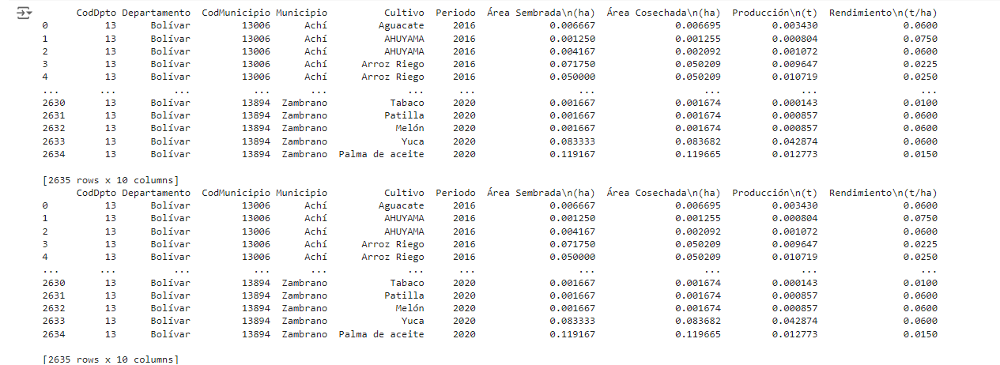 CodDpto Departamento CodMunicipio Municipio Cultivo Periodo Área Sembrada\n(ha) Área Cosechada\n(ha) Producción\n(t) Rendimiento\n(t/ha)
0 13 Bolívar 13006 Achí Aguacate 2016 0.006667 0.006695 0.003430 0.0600
1 13 Bolívar 13006 Achí AHUYAMA 2016 0.001250 0.001255 0.000804 0.0750
2 13 Bolívar 13006 Achí AHUYAMA 2016 0.004167 0.002092 0.001072 0.0600
3 13 Bolívar 13006 Achí Arroz Riego 2016 0.071750 0.050209 0.009647 0.0225
4 13 Bolívar 13006 Achí Arroz Riego 2016 0.050000 0.050209 0.010719 0.0250
... ... ... ... ... ... ... ... ... ... ...
2630 13 Bolívar 13894 Zambrano Tabaco 2020 0.001667 0.001674 0.000143 0.0100
2631 13 Bolívar 13894 Zambrano Patilla 2020 0.001667 0.001674 0.000857 0.0600
2632 13 Bolívar 13894 Zambrano Melón 2020 0.001667 0.001674 0.000857 0.0600
2633 13 Bolívar 13894 Zambrano Yuca 2020 0.083333 0.083682 0.042874 0.0600
2634 13 Bolívar 13894 Zambrano Palma de aceite 2020 0.119167 0.119665 0.012773 0.0150
[2635 rows x 10 columns]
CodDpto Departamento CodMunicipio Municipio Cultivo Periodo Área Sembrada\n(ha) Área Cosechada\n(ha) Producción\n(t) Rendimiento\n(t/ha)
0 13 Bolívar 13006 Achí Aguacate 2016 0.006667 0.006695 0.003430 0.0600
1 13 Bolívar 13006 Achí AHUYAMA 2016 0.001250 0.001255 0.000804 0.0750
2 13 Bolívar 13006 Achí AHUYAMA 2016 0.004167 0.002092 0.001072 0.0600
3 13 Bolívar 13006 Achí Arroz Riego 2016 0.071750 0.050209 0.009647 0.0225
4 13 Bolívar 13006 Achí Arroz Riego 2016 0.050000 0.050209 0.010719 0.0250
... ... ... ... ... ... ... ... ... ... ...
2630 13 Bolívar 13894 Zambrano Tabaco 2020 0.001667 0.001674 0.000143 0.0100
2631 13 Bolívar 13894 Zambrano Patilla 2020 0.001667 0.001674 0.000857 0.0600
2632 13 Bolívar 13894 Zambrano Melón 2020 0.001667 0.001674 0.000857 0.0600
2633 13 Bolívar 13894 Zambrano Yuca 2020 0.083333 0.083682 0.042874 0.0600
2634 13 Bolívar 13894 Zambrano Palma de aceite 2020 0.119167 0.119665 0.012773 0.0150
[2635 rows x 10 columns]